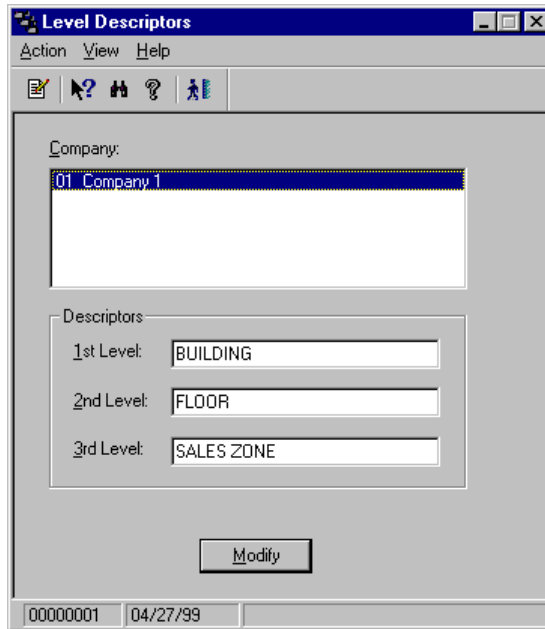 Level Descriptors
Action View Help
Company:
01 Company 1
Descriptors
1st Level: BUILDING
2nd Level: FLOOR
3rd Level: SALES ZONE
Modify
00000001 04/27/99